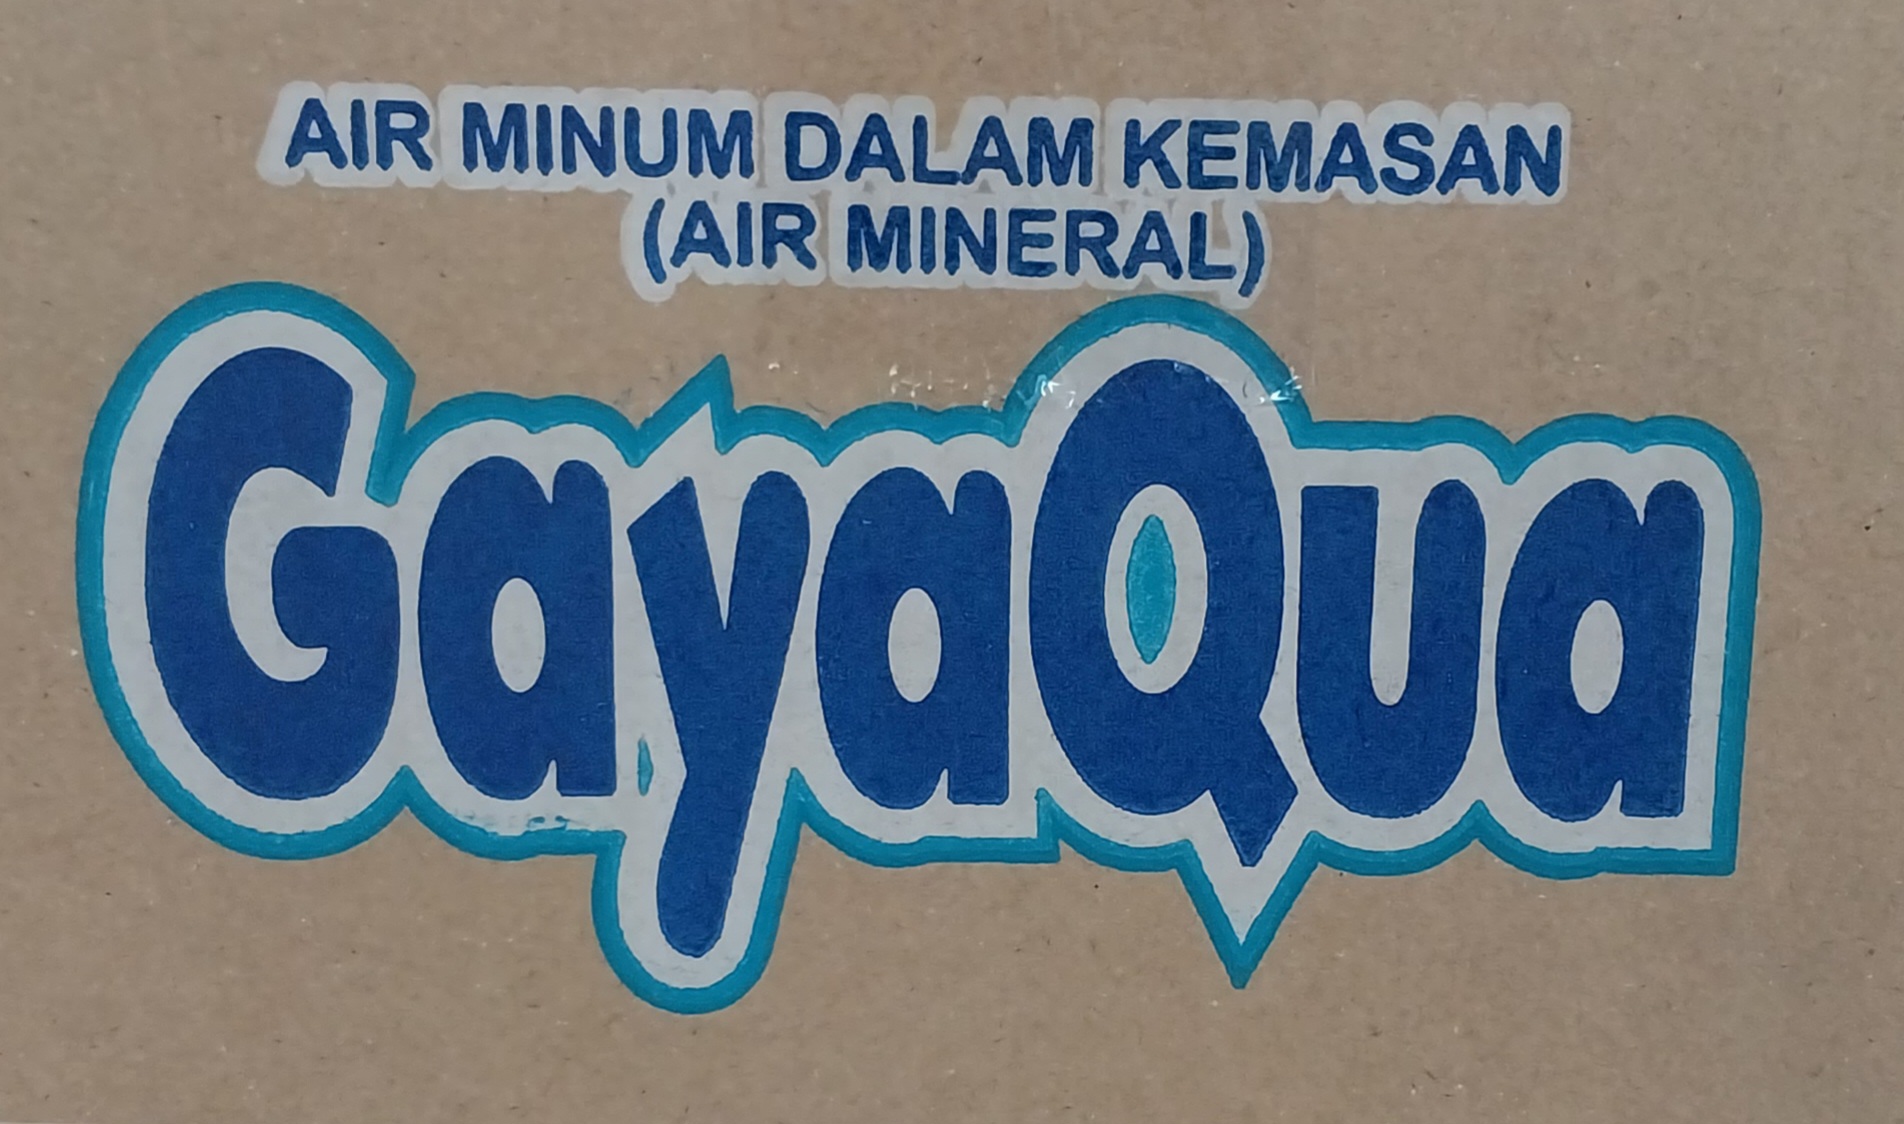 AIR MINUM DALAM KEMASAN
(AIR MINERAL)
GayaQua